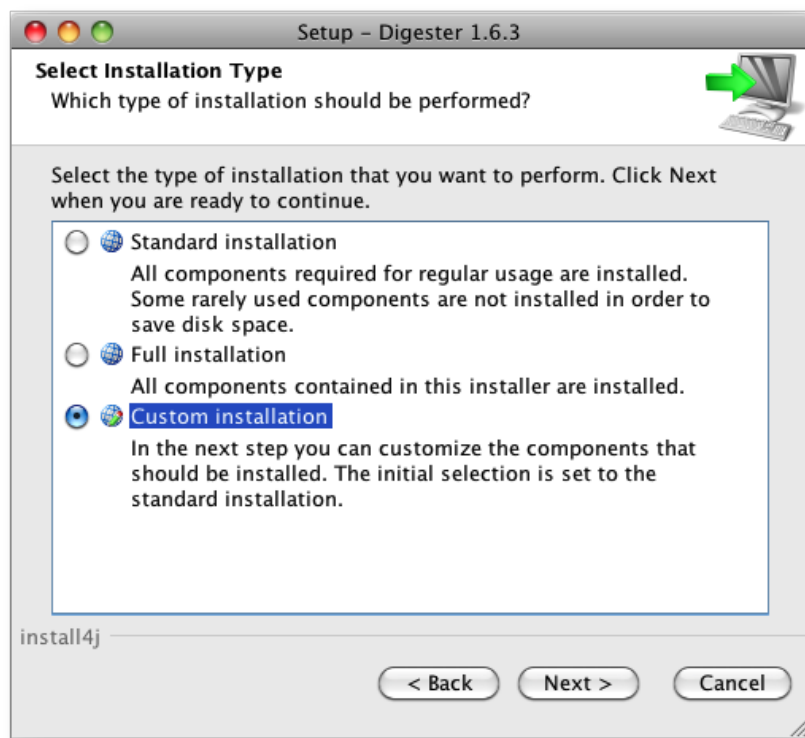 Setup – Digester 1.6.3
Select Installation Type
Which type of installation should be performed?
Select the type of installation that you want to perform. Click Next
when you are ready to continue.
Standard installation
All components required for regular usage are installed.
Some rarely used components are not installed in order to
save disk space.
Full installation
All components contained in this installer are installed.
Custom installation
In the next step you can customize the components that
should be installed. The initial selection is set to the
standard installation.
install4j
< Back Next > Cancel